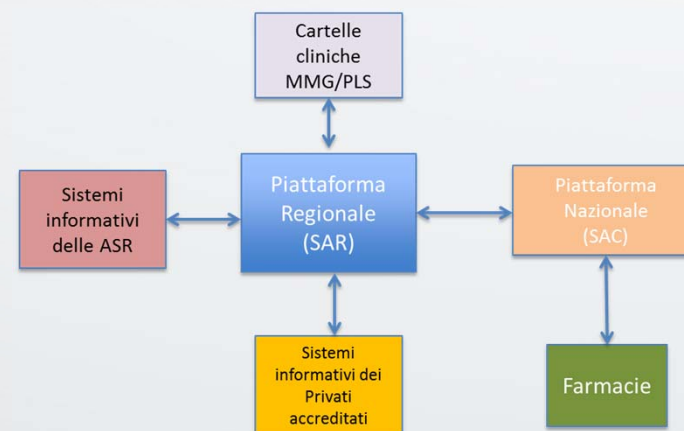 Cartelle
cliniche
MMG/PLS
Sistemi
informativi
delle ASR
Piattaforma
Regionale
(SAR)
Piattaforma
Nazionale
(SAC)
Sistemi
informativi dei
Privati
accreditati
Farmacie